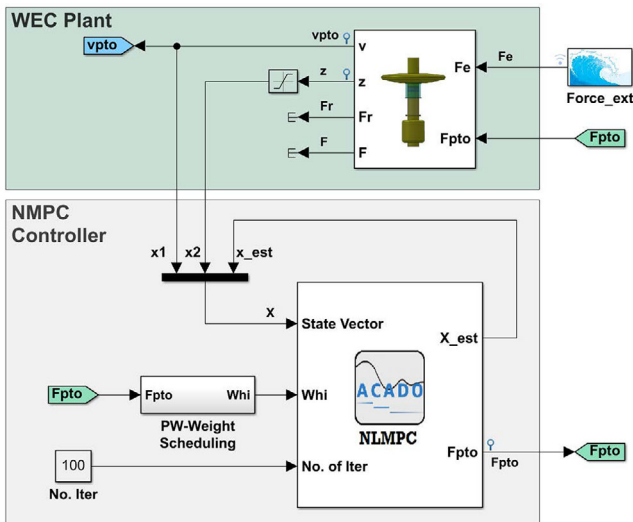 WEC Plant
vpto
vpto
v
z
z
Fr
Fr
F
F
Fe
Fe
Fpto
Force_ext
Fpto
NMPC
Controller
x1
x2
x_est
X
State Vector
X_est
Fpto
Fpto
Whi
Whi
PW-Weight
Scheduling
ACADO
NLMPC
100
No. Iter
No. of Iter
Fpto
Fpto
Fpto